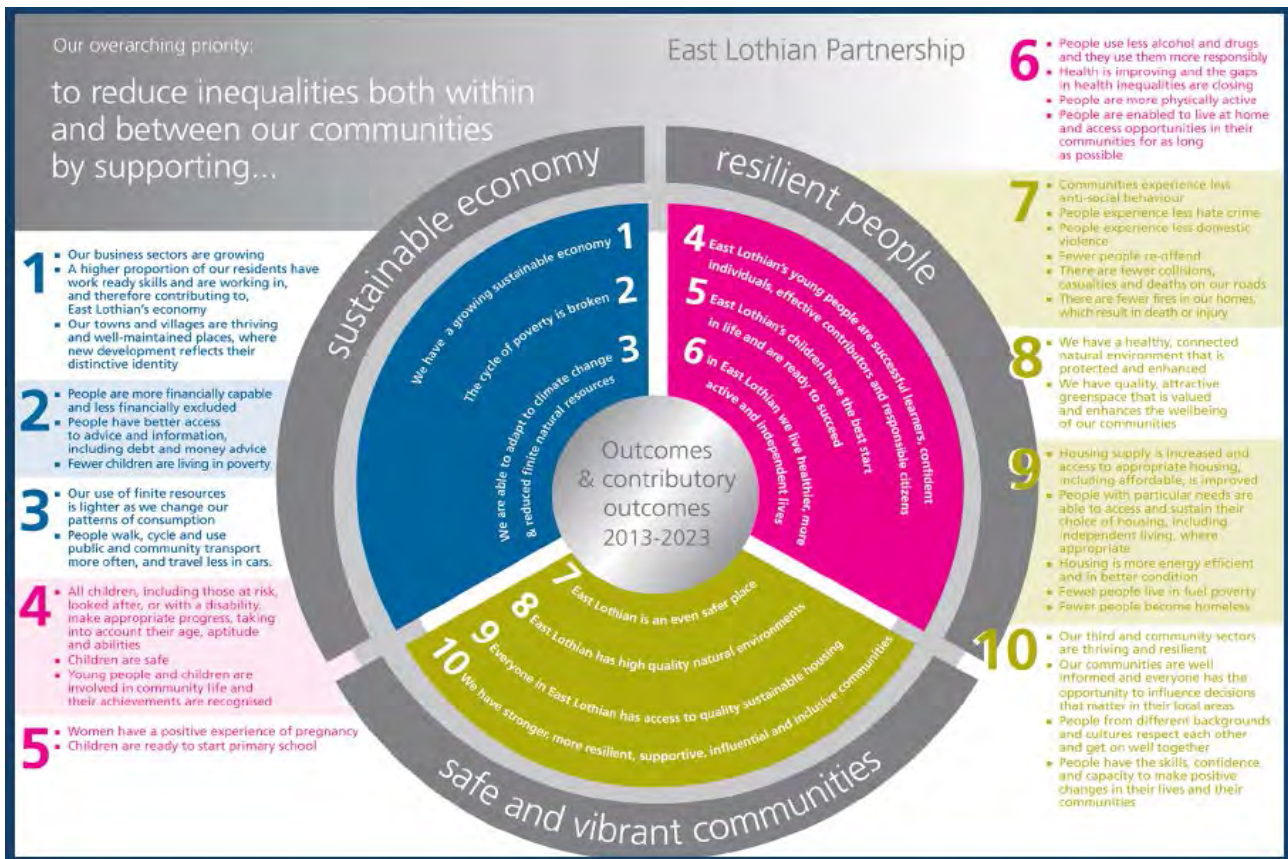 Our overarching priority:
to reduce inequalities both within
and between our communities
by supporting...
East Lothian Partnership
1
▪ Our business sectors are growing
▪ A higher proportion of our residents have
work ready skills and are working in,
and therefore contributing to,
East Lothian's economy
▪ Our towns and villages are thriving
and well-maintained places, where
new development reflects their
distinctive identity
2
▪ People are more financially capable
and less financially excluded
▪ People have better access
to advice and information,
including debt and money advice
▪ Fewer children are living in poverty
3
▪ Our use of finite resources
is lighter as we change our
patterns of consumption
▪ People walk, cycle and use
public and community transport
more often, and travel less in cars.
4
▪ All children, including those at risk,
looked after, or with a disability,
make appropriate progress, taking
into account their age, aptitude
and abilities
▪ Children are safe
▪ Young people and children are
involved in community life and
their achievements are recognised
5
▪ Women have a positive experience of pregnancy
▪ Children are ready to start primary school
sustainable economy
We have a growing sustainable economy 1
The cycle of poverty is broken 2
We are able to adapt to climate change 3
& reduced finite natural resources
resilient people
4 East Lothian's young people are successful learners, confident
individuals, effective contributors and responsible citizens
5 East Lothian's children have the best start
in life and are ready to succeed
6 in East Lothian we live healthier, more
active and independent lives
Outcomes
& contributory
outcomes
2013-2023
7 East Lothian is an even safer place
8 East Lothian has high quality natural environments
9 Everyone in East Lothian has access to quality sustainable housing
10 We have stronger, more resilient, supportive, influential and inclusive communities
safe and vibrant communities
6
▪ People use less alcohol and drugs
and they use them more responsibly
▪ Health is improving and the gaps
in health inequalities are closing
▪ People are more physically active
▪ People are enabled to live at home
and access opportunities in their
communities for as long
as possible
7
▪ Communities experience less
anti-social behaviour
▪ People experience less hate crime
▪ People experience less domestic
violence
▪ Fewer people re-offend
▪ There are fewer collisions,
casualties and deaths on our roads
▪ There are fewer fires in our homes,
which result in death or injury
8
▪ We have a healthy, connected
natural environment that is
protected and enhanced
▪ We have quality, attractive
greenspace that is valued
and enhances the wellbeing
of our communities
9
▪ Housing supply is increased and
access to appropriate housing,
including affordable, is improved
▪ People with particular needs are
able to access and sustain their
choice of housing, including
independent living, where
appropriate
▪ Housing is more energy efficient
and in better condition
▪ Fewer people live in fuel poverty
▪ Fewer people become homeless
10
▪ Our third and community sectors
are thriving and resilient
▪ Our communities are well
informed and everyone has the
opportunity to influence decisions
that matter in their local areas
▪ People from different backgrounds
and cultures respect each other
and get on well together
▪ People have the skills, confidence
and capacity to make positive
changes in their lives and their
communities